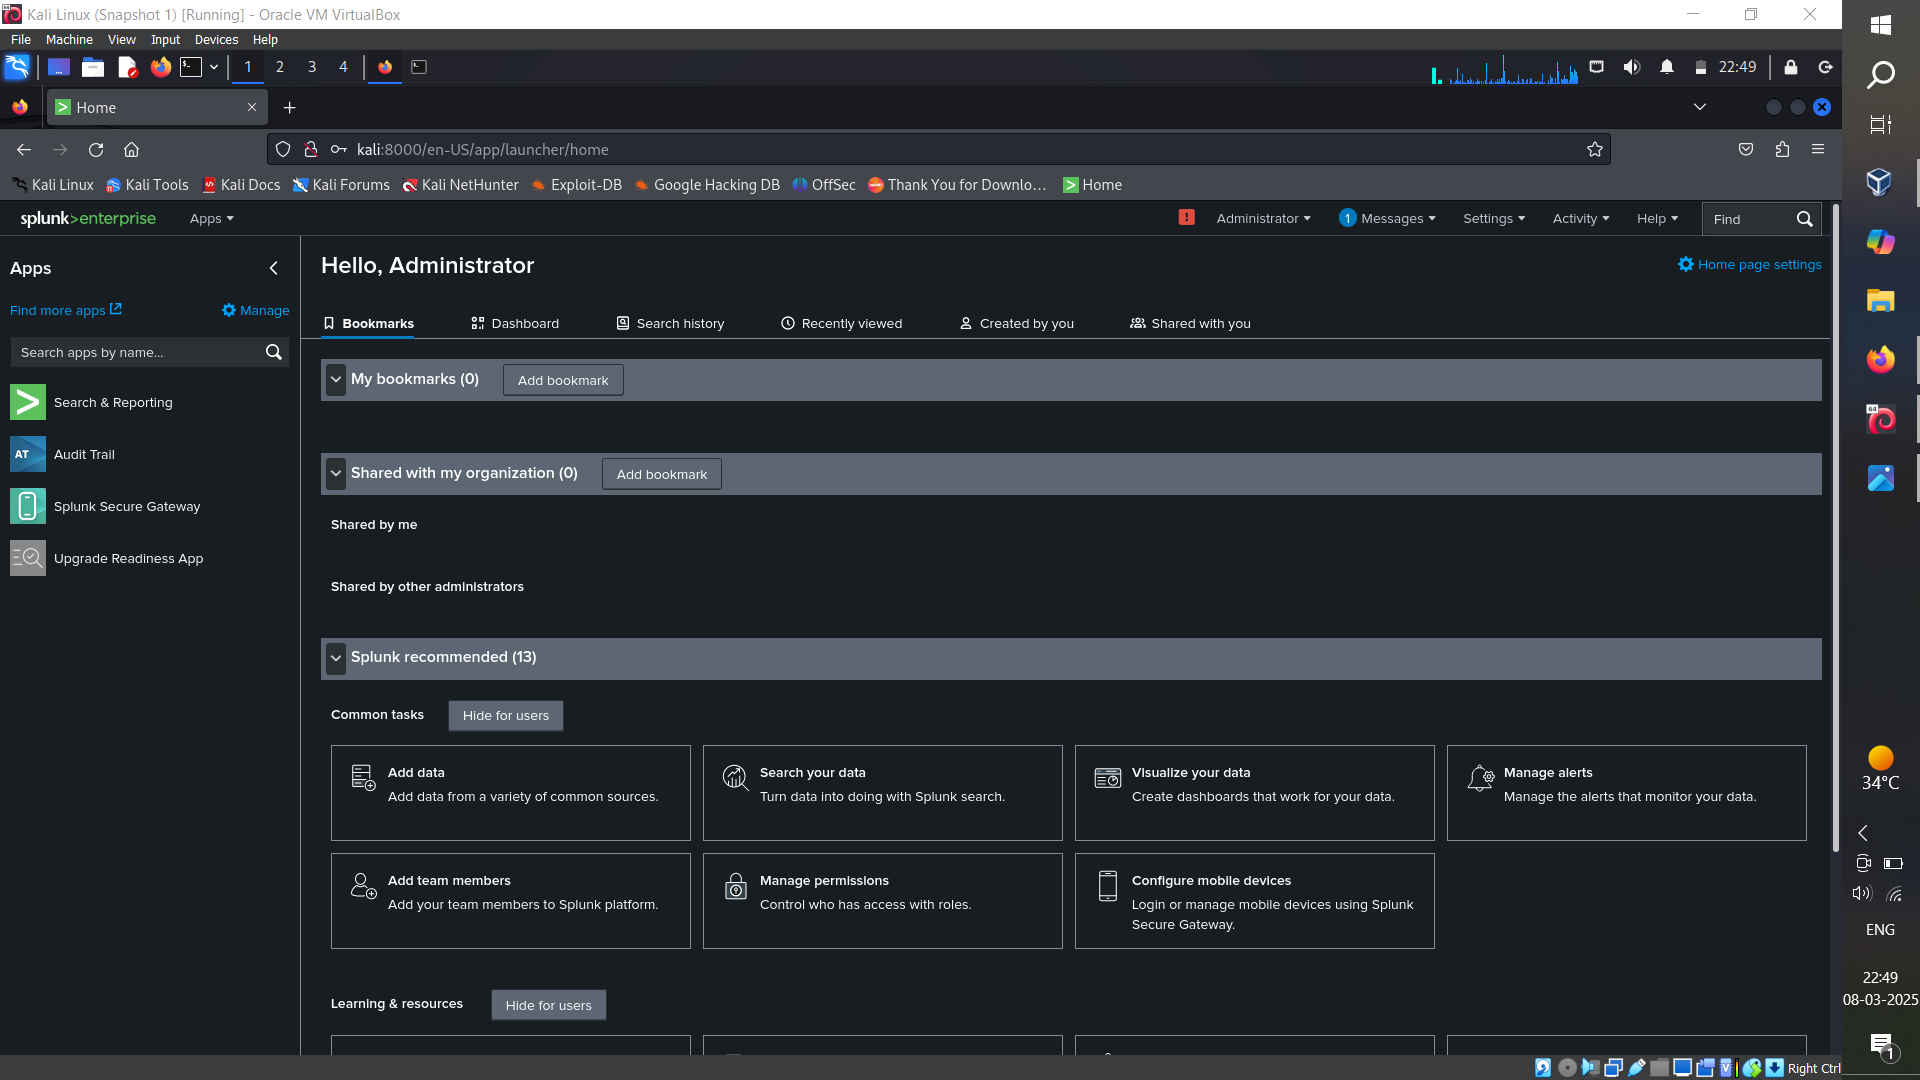 Kali Linux (Snapshot 1) [Running] - Oracle VM VirtualBox
File Machine View Input Devices Help
1 2 3 4 22:49
Home
kali:8000/en-US/app/launcher/home
Kali Linux Kali Tools Kali Docs Kali Forums Kali NetHunter Exploit-DB Google Hacking DB OffSec Thank You for Downlo… Home
splunk>enterprise Apps Administrator 1 Messages Settings Activity Help Find
Apps
Find more apps Manage
Search apps by name...
Search & Reporting
AT Audit Trail
Splunk Secure Gateway
Upgrade Readiness App
Hello, Administrator
Home page settings
Bookmarks Dashboard Search history Recently viewed Created by you Shared with you
My bookmarks (0) Add bookmark
Shared with my organization (0) Add bookmark
Shared by me
Shared by other administrators
Splunk recommended (13)
Common tasks Hide for users
Add data
Add data from a variety of common sources.
Search your data
Turn data into doing with Splunk search.
Visualize your data
Create dashboards that work for your data.
Manage alerts
Manage the alerts that monitor your data.
Add team members
Add your team members to Splunk platform.
Manage permissions
Control who has access with roles.
Configure mobile devices
Login or manage mobile devices using Splunk
Secure Gateway.
Learning & resources Hide for users
Right Ctrl
64
34°C
ENG
22:49
08-03-2025
1